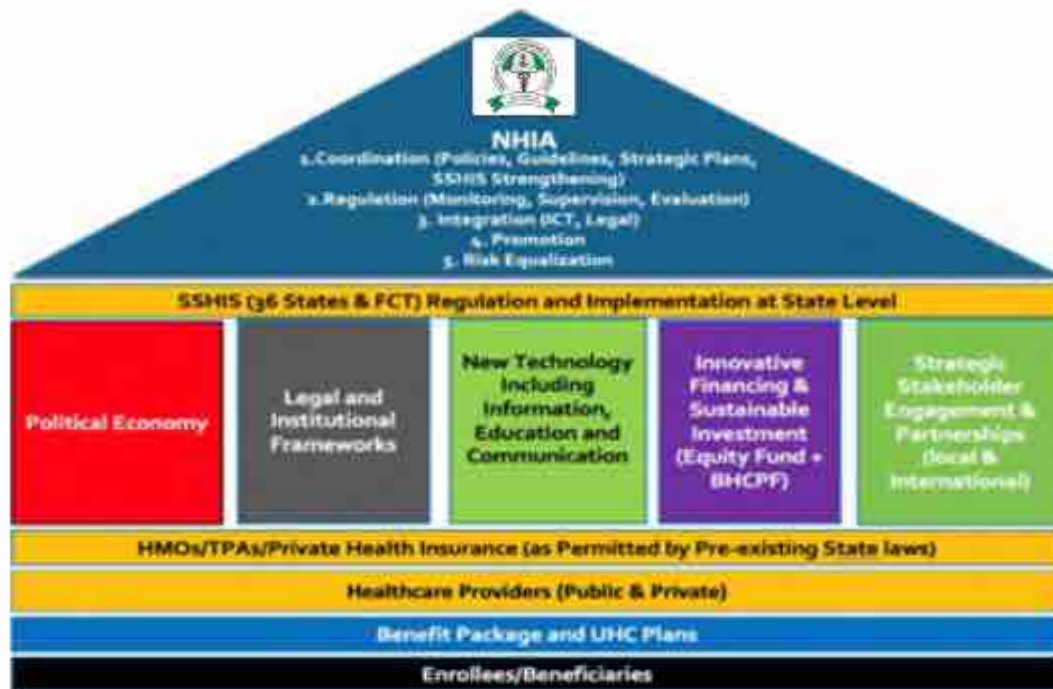 NHIA
1.Coordination (Policies, Guidelines, Strategic Plans,
SSHIS Strengthening)
2.Regulation (Monitoring, Supervision, Evaluation)
3. Integration (ICT, Legal)
4. Promotion
5. Risk Equalization
SSHIS (36 States & FCT) Regulation and Implementation at State Level
Political Economy
Legal and
Institutional
Frameworks
New Technology
Including
Information,
Education and
Communication
Innovative
Financing &
Sustainable
Investment
(Equity Fund +
BHCPF)
Strategic
Stakeholder
Engagement &
Partnerships
(local &
International)
HMOs/TPAs/Private Health Insurance (as Permitted by Pre-existing State laws)
Healthcare Providers (Public & Private)
Benefit Package and UHC Plans
Enrollees/Beneficiaries